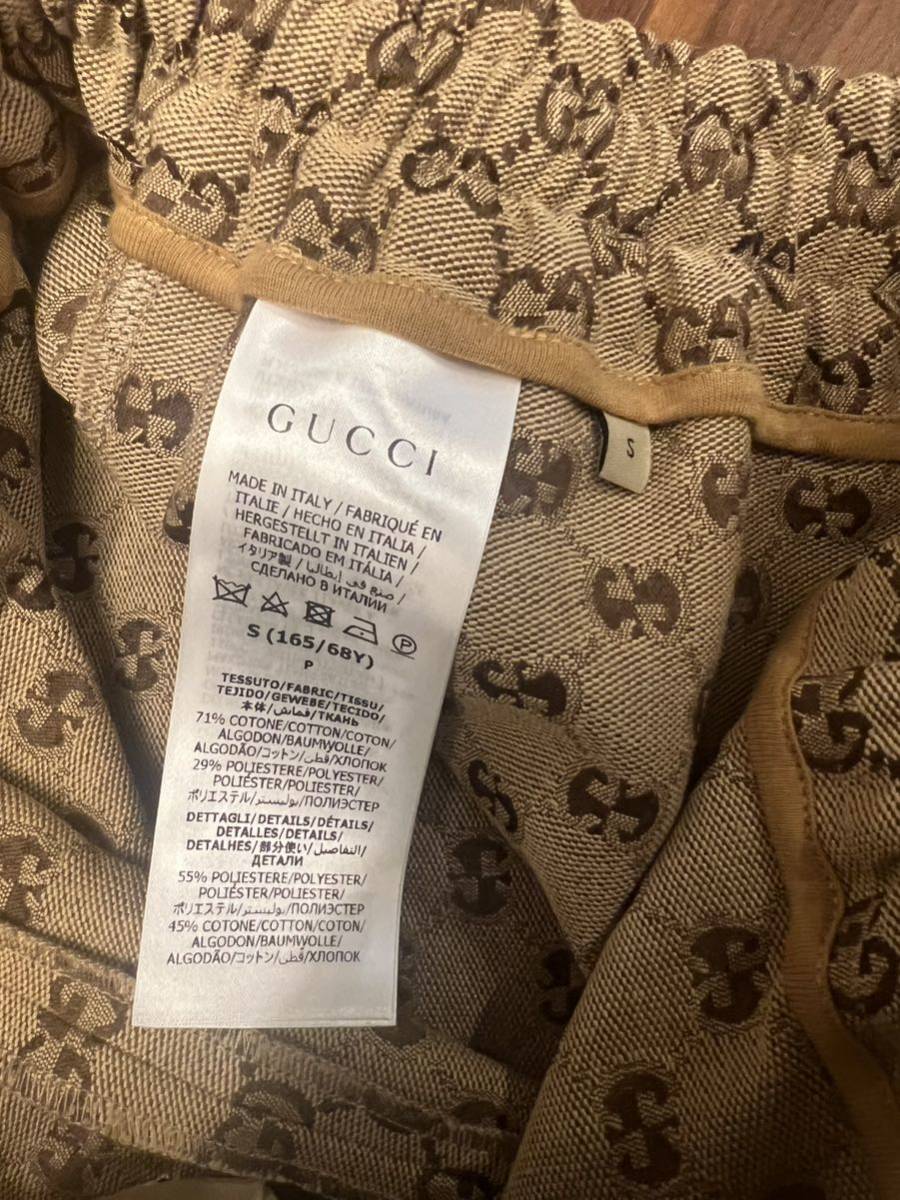 GUCCI
MADE IN ITALY / FABRIQUÉ EN
ITALIE / HECHO EN ITALIA /
HERGESTELLT IN ITALIEN /
FABRICADO EM ITÁLIA /
イタリア製 / صنع في إيطاليا /
СДЕЛАНО В ИТАЛИИ
P
S (165/68Y)
P
TESSUTO/FABRIC/TISSU/
TEJIDO/GEWEBE/TECIDO/
本体/قماش/ТКАНЬ
71% COTONE/COTTON/COTON/
ALGODON/BAUMWOLLE/
ALGODÃO/コットン/قطن/ХЛОПОК
29% POLIESTERE/POLYESTER/
POLIÉSTER/POLIESTER/
ポリエステル/بوليستر/ПОЛИЭСТЕР
DETTAGLI/DETAILS/DÉTAILS/
DETALLES/DETAILS/
DETALHES/部分使い/التفاصيل/
ДЕТАЛИ
55% POLIESTERE/POLYESTER/
POLIÉSTER/POLIESTER/
ポリエステル/بوليستر/ПОЛИЭСТЕР
45% COTONE/COTTON/COTON/
ALGODON/BAUMWOLLE/
ALGODÃO/コットン/قطن/ХЛОПОК
S